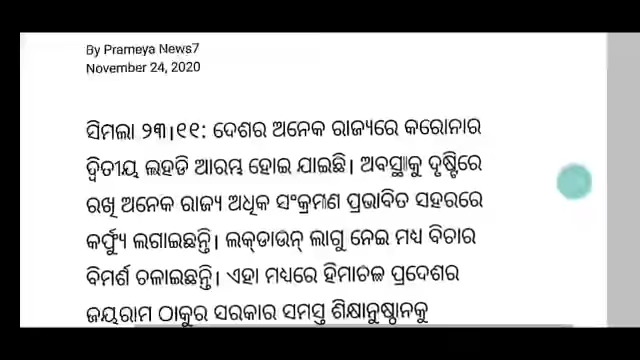 By Prameya News7
November 24, 2020
ସିମଲା ୨୩।୧୧: ଦେଶର ଅନେକ ରାଜ୍ୟରେ କରୋନାର
ଦ୍ୱିତୀୟ ଲହଡି ଆରମ୍ଭ ହୋଇ ଯାଇଛି। ଅବସ୍ଥାକୁ ଦୃଷ୍ଟିରେ
ରଖି ଅନେକ ରାଜ୍ୟ ଅଧିକ ସଂକ୍ରମଣ ପ୍ରଭାବିତ ସହରରେ
କର୍ଫ୍ୟୁ ଲଗାଇଛନ୍ତି। ଲକ୍‌ଡାଉନ୍ ଲାଗୁ ନେଇ ମଧ୍ୟ ବିଚାର
ବିମର୍ଶ ଚଳାଇଛନ୍ତି। ଏହା ମଧ୍ୟରେ ହିମାଚଳ ପ୍ରଦେଶର
ଜୟରାମ ଠାକୁର ସରକାର ସମସ୍ତ ଶିକ୍ଷାନୁଷ୍ଠାନକୁ